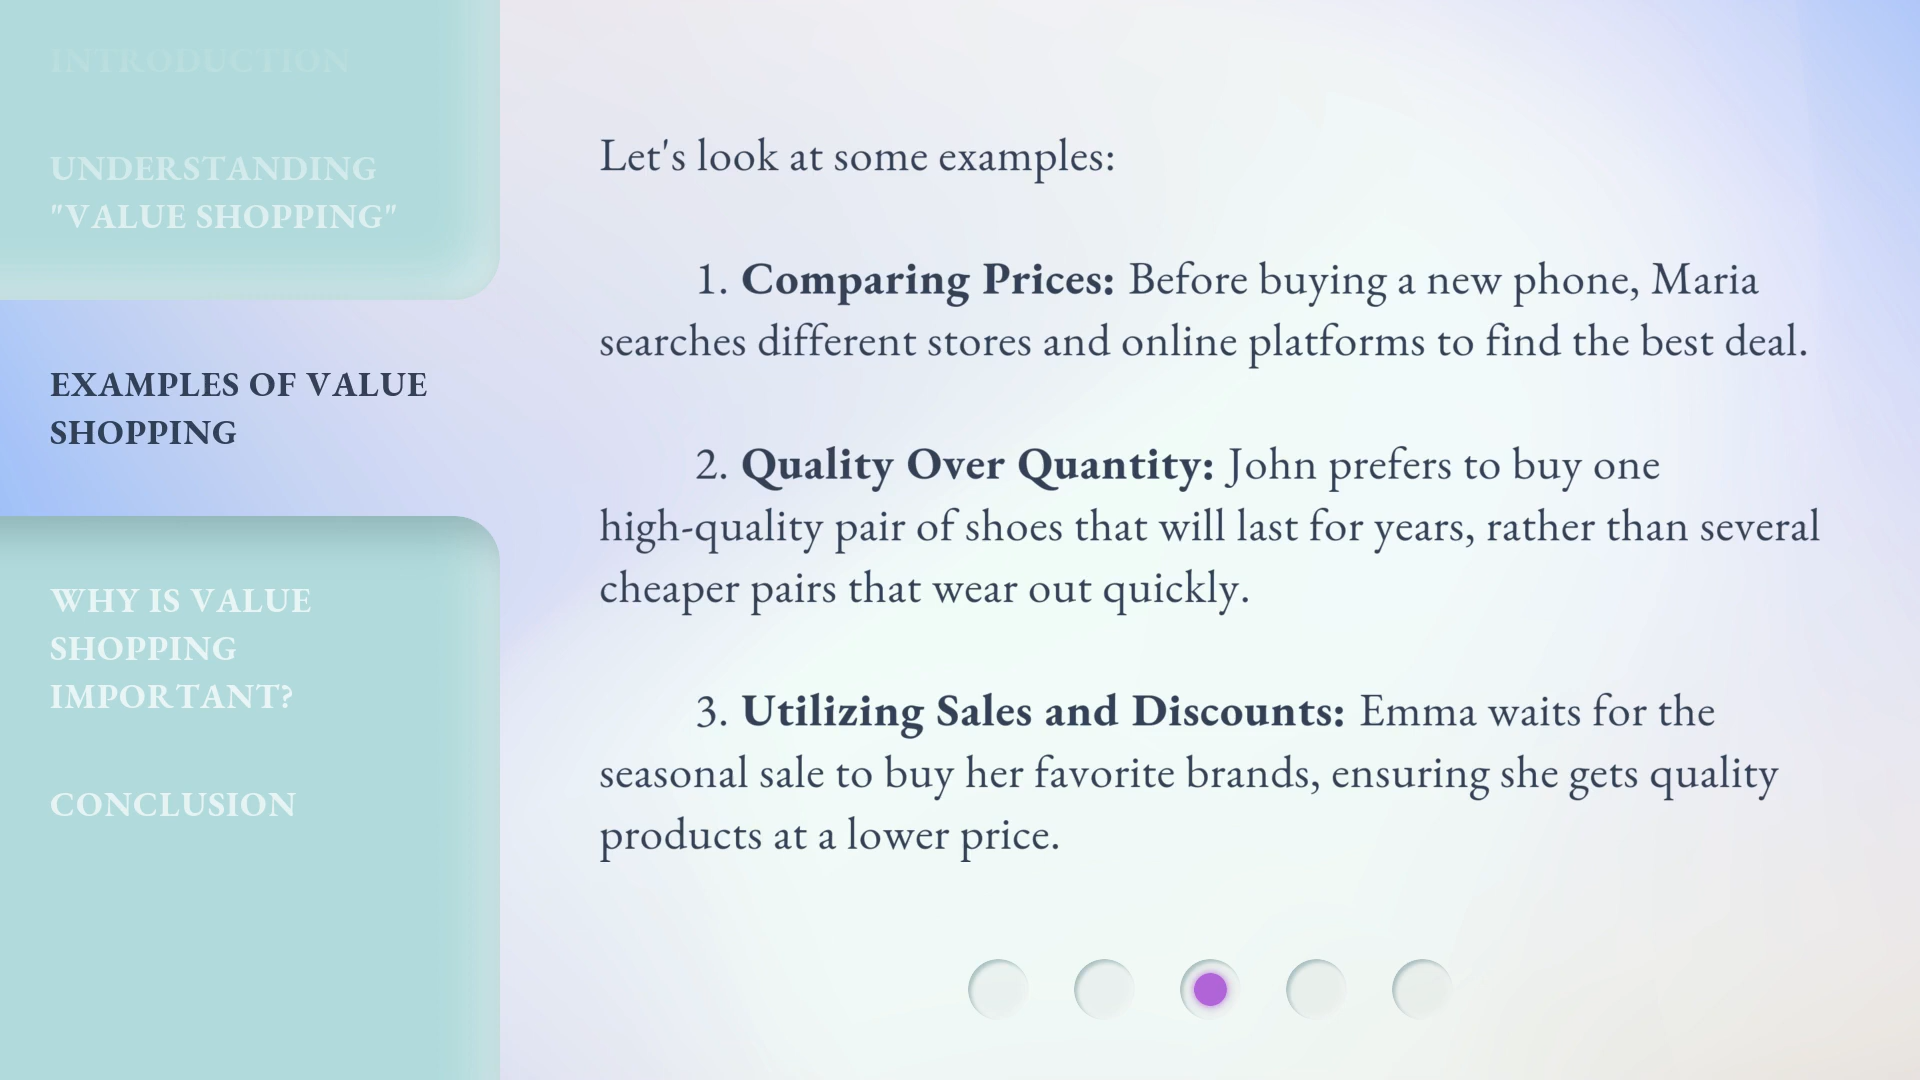 INTRODUCTION
UNDERSTANDING
"VALUE SHOPPING"
EXAMPLES OF VALUE
SHOPPING
WHY IS VALUE
SHOPPING
IMPORTANT?
CONCLUSION
Let's look at some examples:
1. Comparing Prices: Before buying a new phone, Maria
searches different stores and online platforms to find the best deal.
2. Quality Over Quantity: John prefers to buy one
high-quality pair of shoes that will last for years, rather than several
cheaper pairs that wear out quickly.
3. Utilizing Sales and Discounts: Emma waits for the
seasonal sale to buy her favorite brands, ensuring she gets quality
products at a lower price.